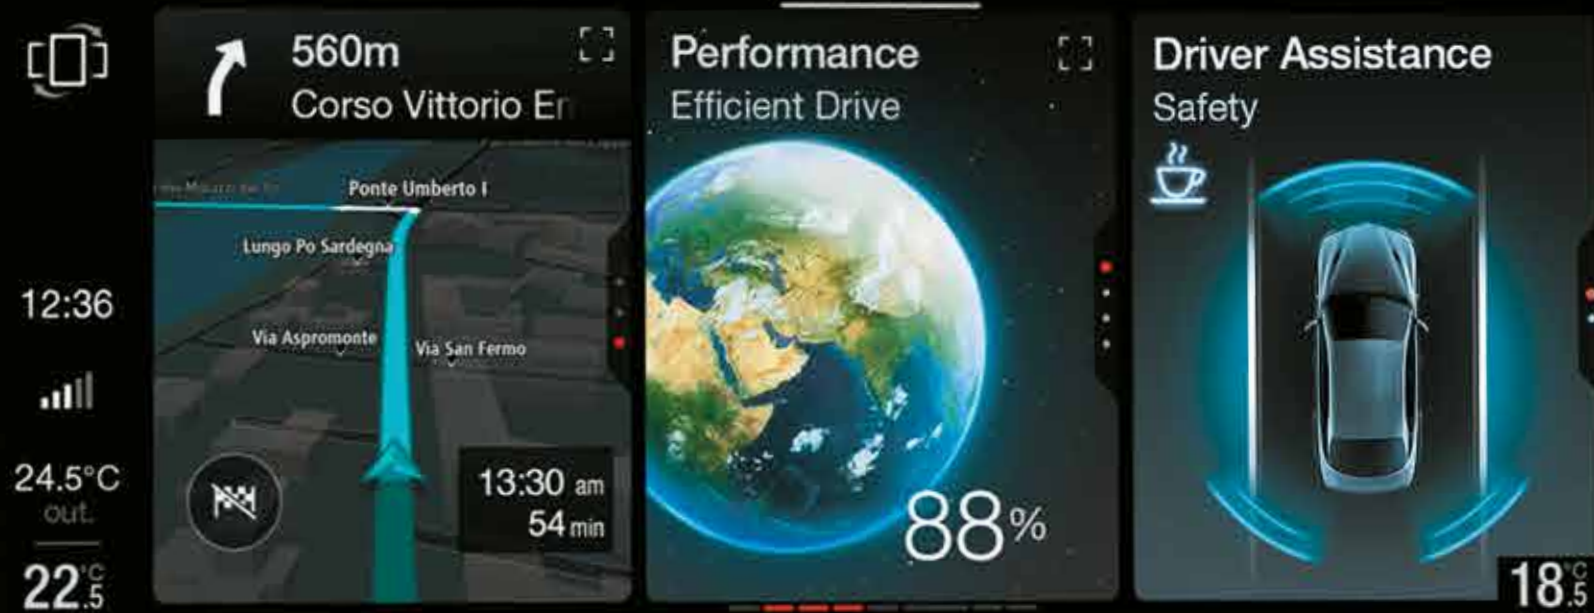 560m
Corso Vittorio Em
Ponte Umberto I
Lungo Po Sardegna
Via Aspromonte
Via San Fermo
13:30 am
54 min
12:36
24.5°C
out.
22.5°C
Performance
Efficient Drive
88%
Driver Assistance
Safety
18.5°C